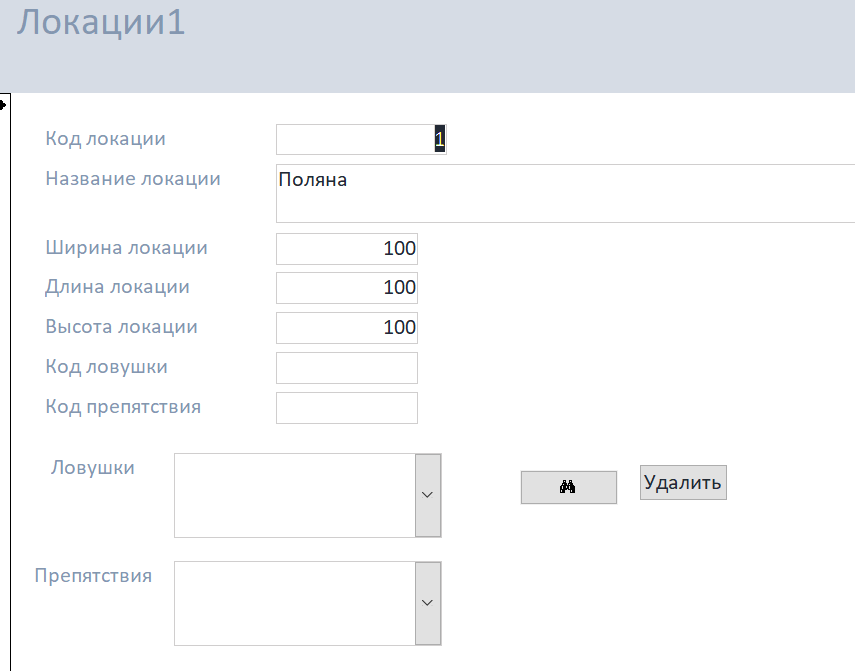 Локации1
Код локации 1
Название локации Поляна
Ширина локации 100
Длина локации 100
Высота локации 100
Код ловушки
Код препятствия
Ловушки
Удалить
Препятствия